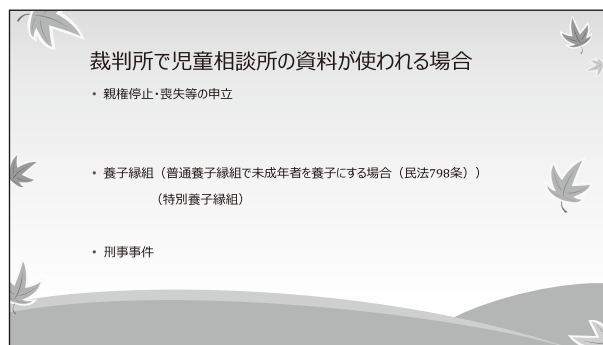 裁判所で児童相談所の資料が使われる場合
• 親権停止・喪失等の申立
• 養子縁組（普通養子縁組で未成年者を養子にする場合（民法798条））
（特別養子縁組）
• 刑事事件